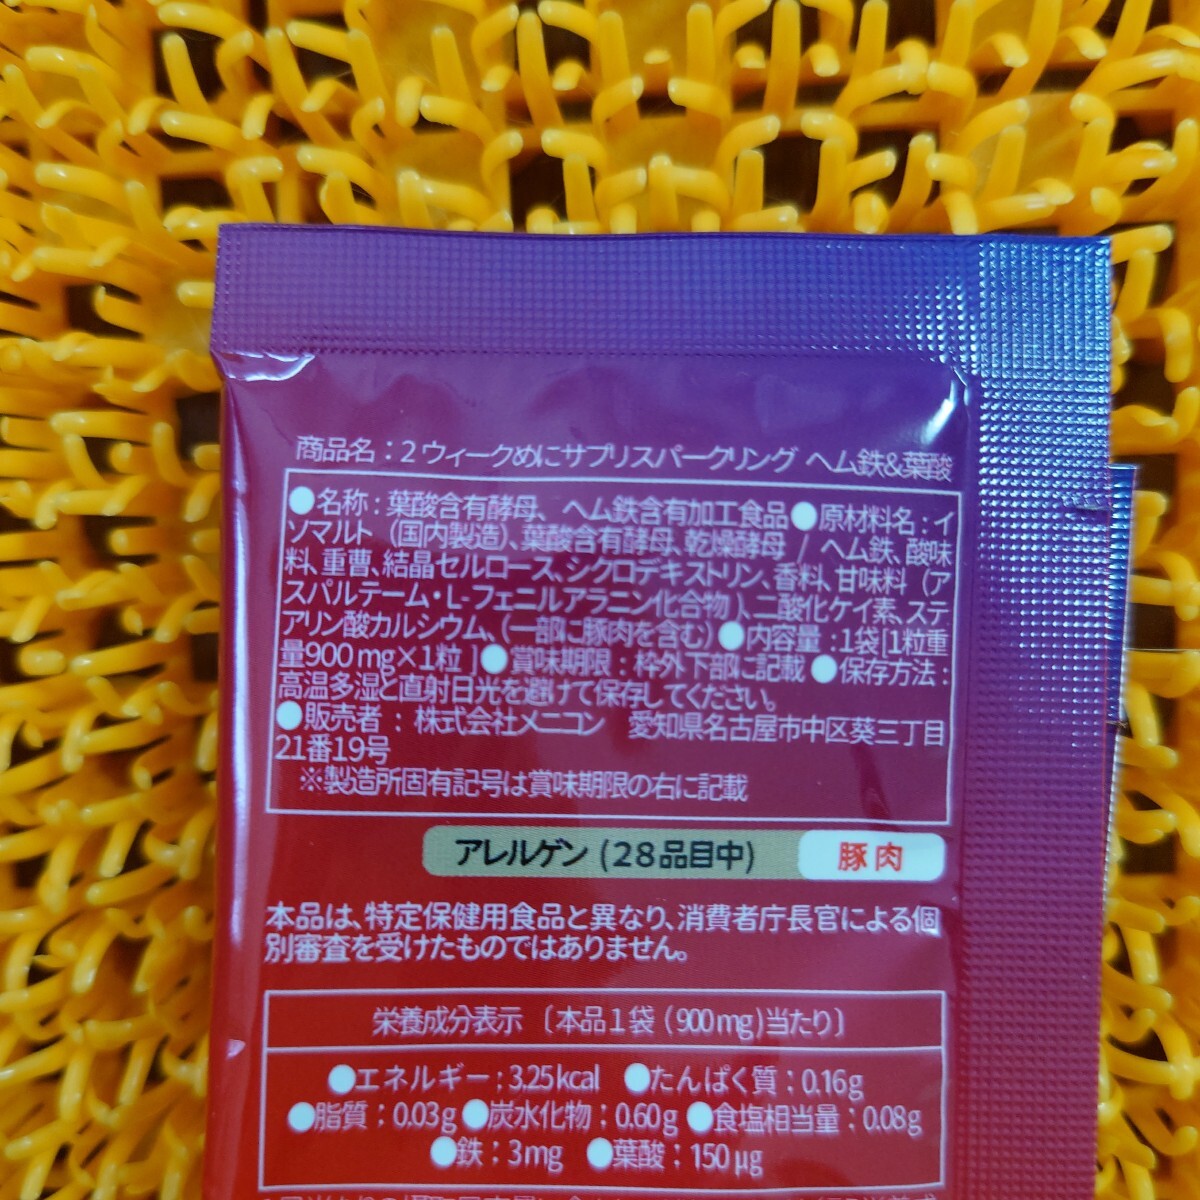 商品名：2ウィークめにサプリスパークリング ヘム鉄&葉酸
●名称：葉酸含有酵母、ヘム鉄含有加工食品●原材料名：イ
ソマルト（国内製造）、葉酸含有酵母、乾燥酵母 / ヘム鉄、酸味
料、重曹、結晶セルロース、シクロデキストリン、香料、甘味料（ア
スパルテーム・L-フェニルアラニン化合物）、二酸化ケイ素、ステ
アリン酸カルシウム、（一部に豚肉を含む）●内容量：1袋[1粒重
量900mg×1粒]●賞味期限：枠外下部に記載●保存方法：
高温多湿と直射日光を避けて保存してください。
●販売者：株式会社メニコン 愛知県名古屋市中区葵三丁目
21番19号
※製造所固有記号は賞味期限の右に記載
アレルゲン (28品目中) 豚肉
本品は、特定保健用食品と異なり、消費者庁長官による個
別審査を受けたものではありません。
栄養成分表示〔本品1袋（900mg)当たり〕
●エネルギー：3.25kcal ●たんぱく質：0.16g
●脂質：0.03g ●炭水化物：0.60g ●食塩相当量：0.08g
●鉄：3mg ●葉酸：150μg